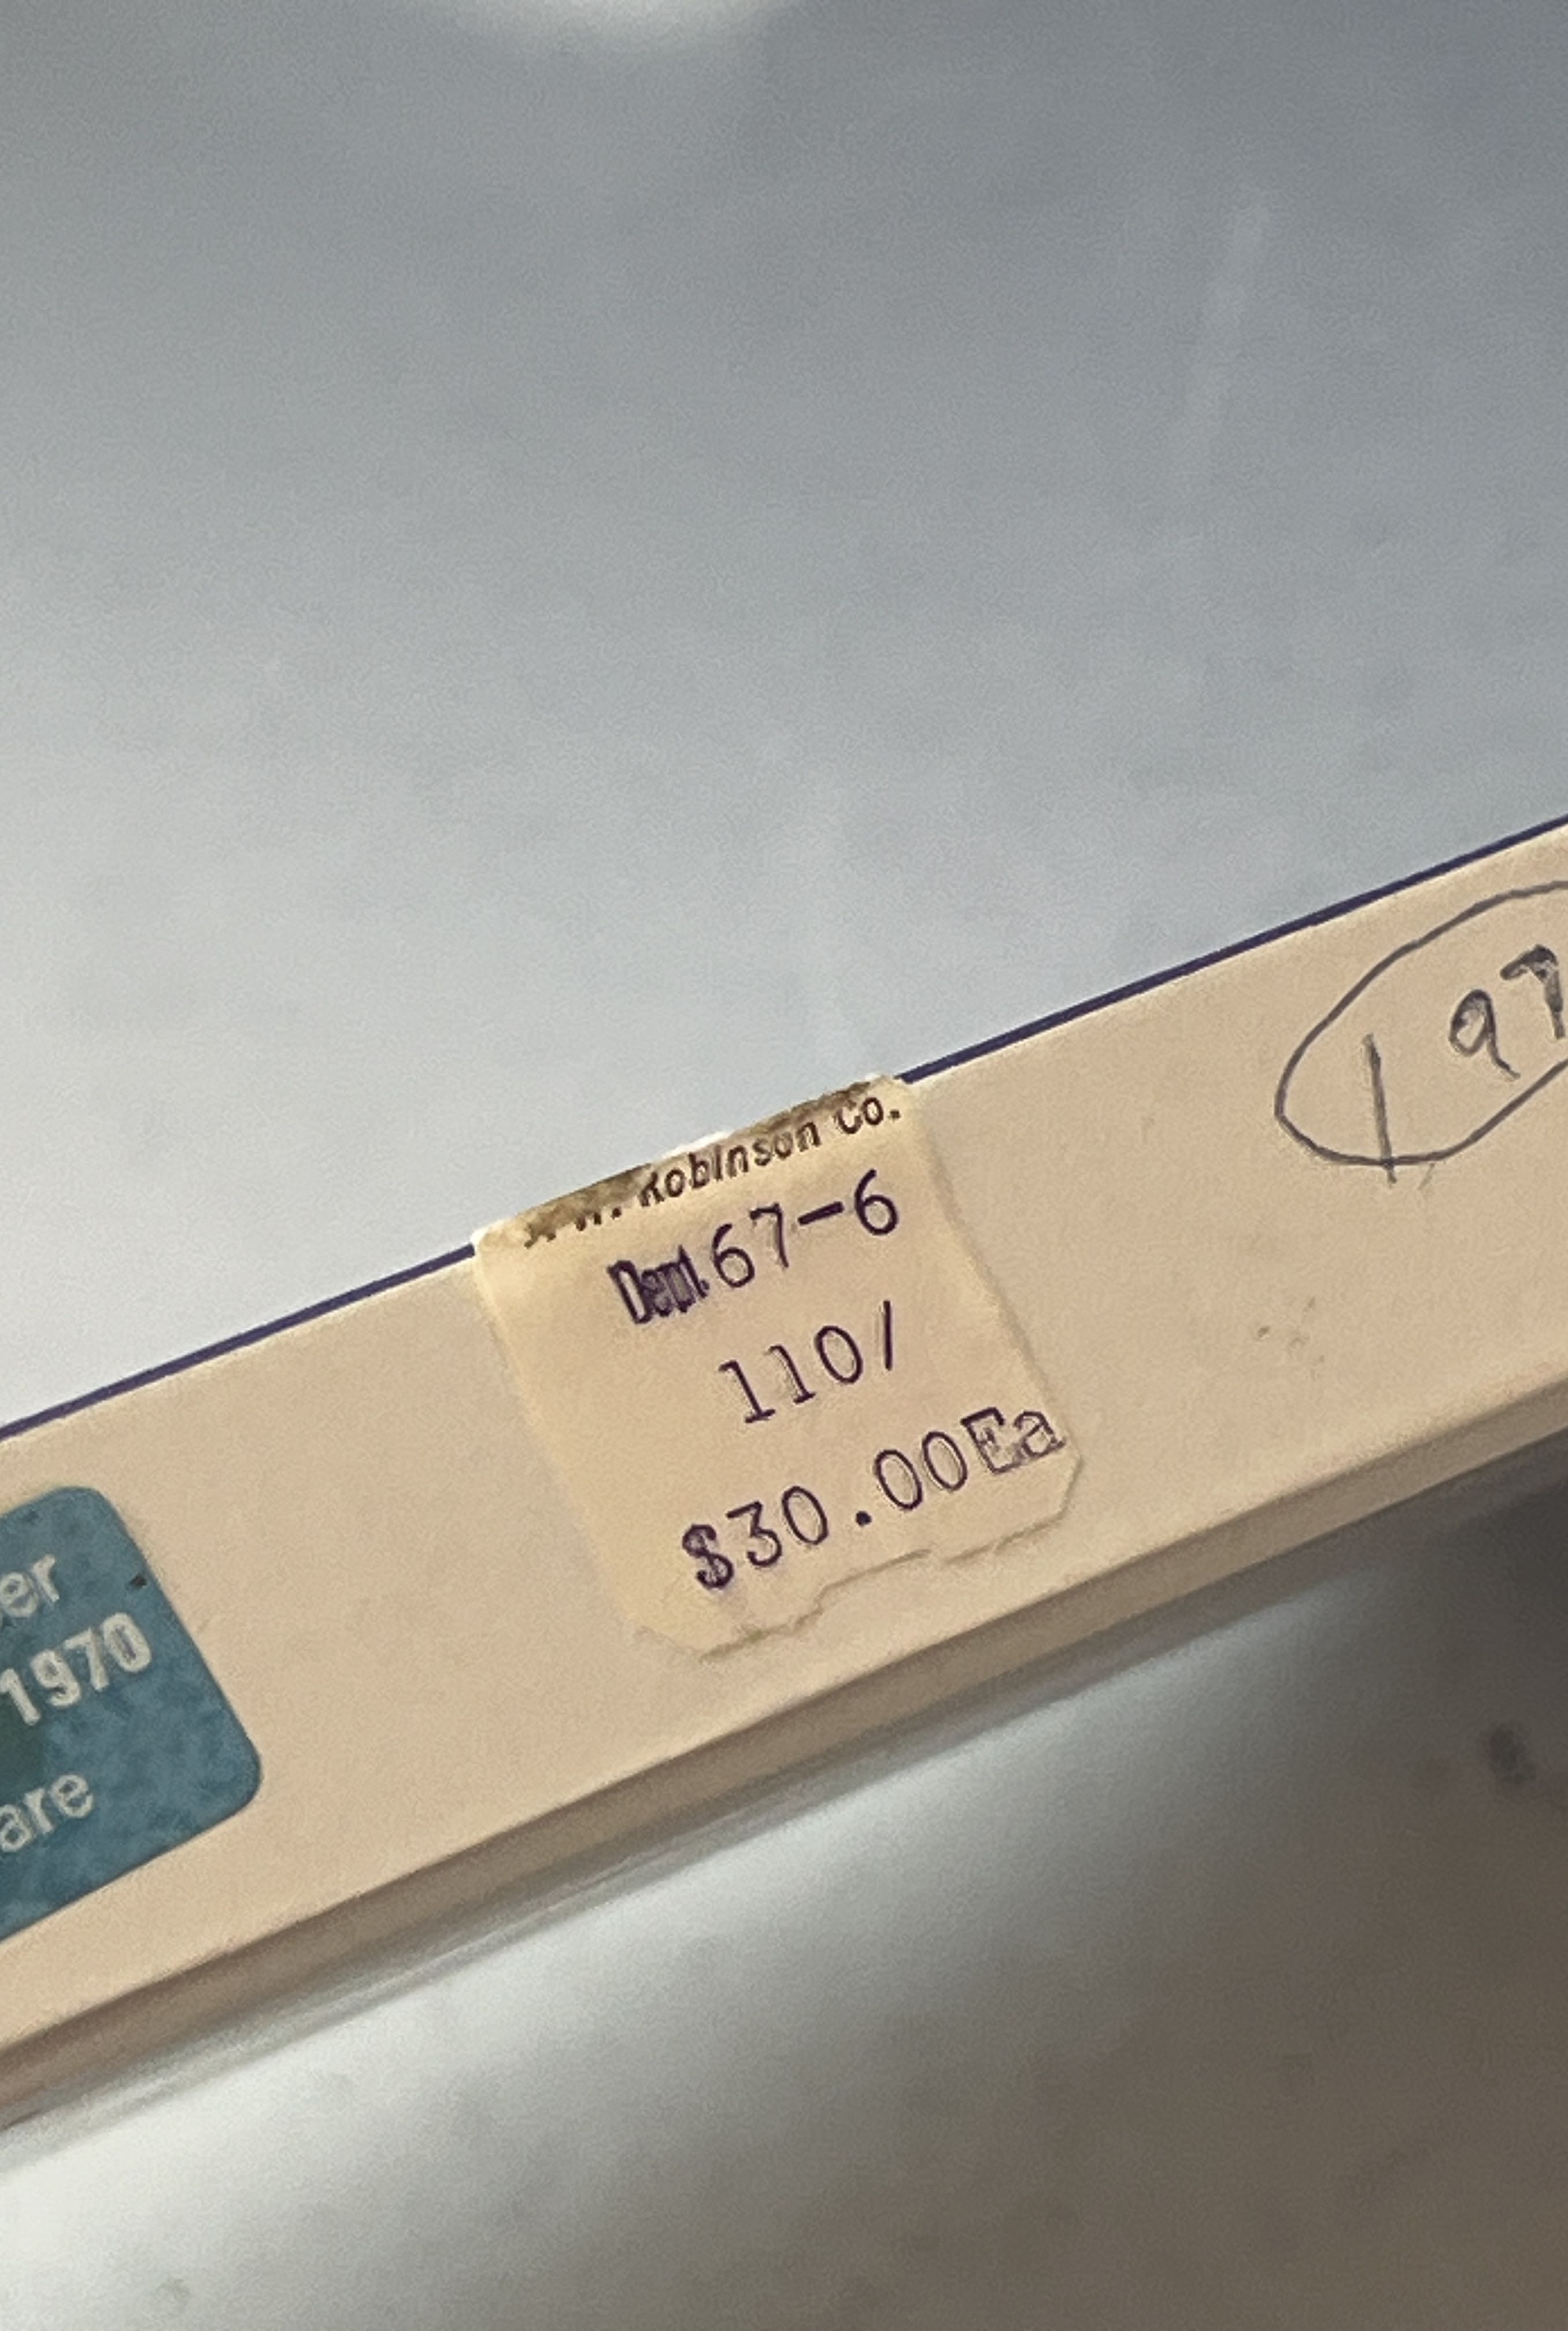 W. Robinson Co.
Dept. 67-6
110/
$30.00Ea
197
er
1970
are